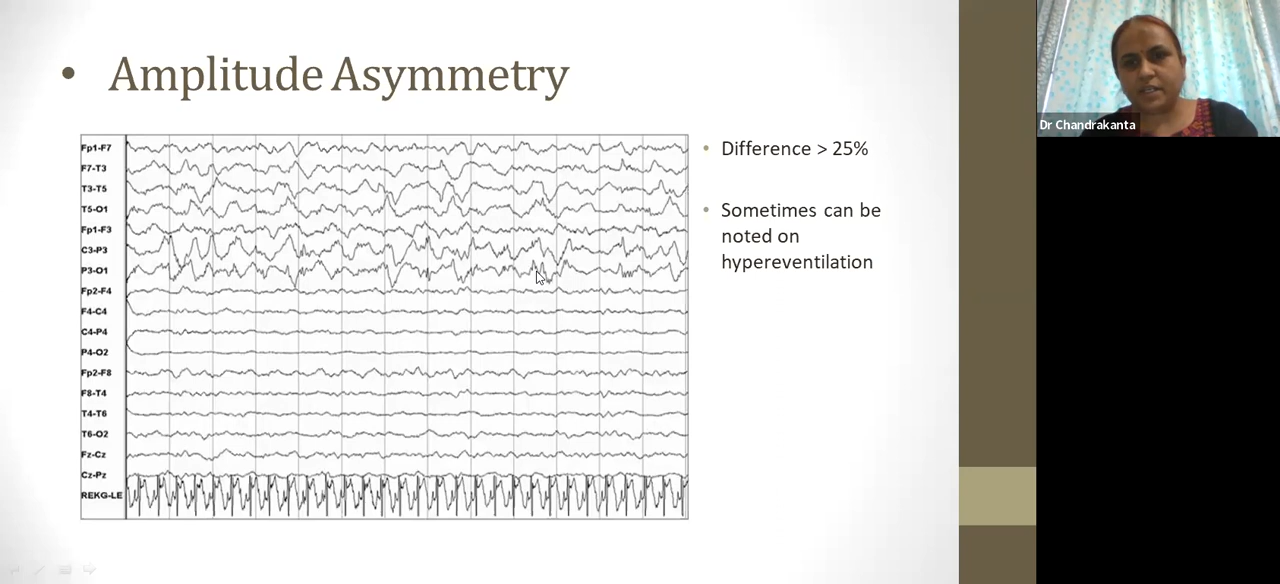 • Amplitude Asymmetry
Fp1-F7
F7-T3
T3-T5
T5-O1
Fp1-F3
C3-P3
P3-O1
Fp2-F4
F4-C4
C4-P4
P4-O2
Fp2-F8
F8-T4
T4-T6
T6-O2
Fz-Cz
Cz-Pz
REKG-LE
• Difference > 25%
• Sometimes can be
noted on
hypereventilation
Dr Chandrakanta